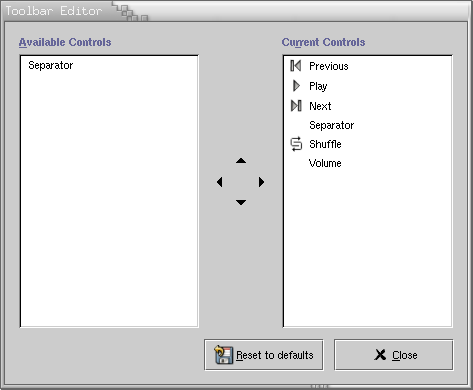 Toolbar Editor
Available Controls
Current Controls
Separator
Previous
Play
Next
Separator
Shuffle
Volume
Reset to defaults
Close